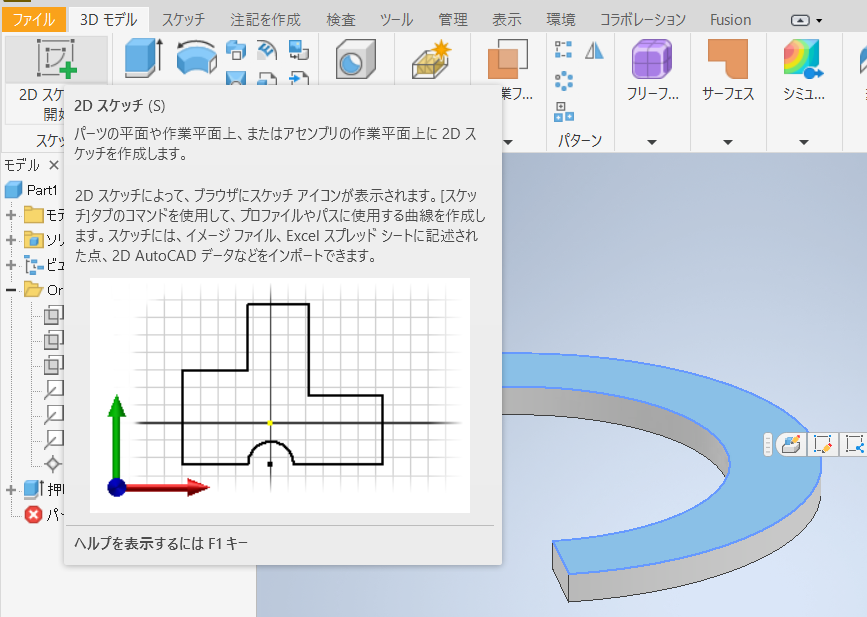 ファイル 3D モデル スケッチ 注記を作成 検査 ツール 管理 表示 環境 コラボレーション Fusion
2D スケ
開始
フリーフ... サーフェス シミュ...
パターン
スケッ
2D スケッチ (S)
パーツの平面や作業平面上、またはアセンブリの作業平面上に 2D ス
ケッチを作成します。
2D スケッチによって、ブラウザにスケッチ アイコンが表示されます。[スケッ
チ]タブのコマンドを使用して、プロファイルやパスに使用する曲線を作成し
ます。スケッチには、イメージ ファイル、Excel スプレッド シートに記述され
た点、2D AutoCAD データなどをインポートできます。
ヘルプを表示するには F1 キー
モデル ×
Part1
モデ
ソリ
ビュ
Or
押
パ